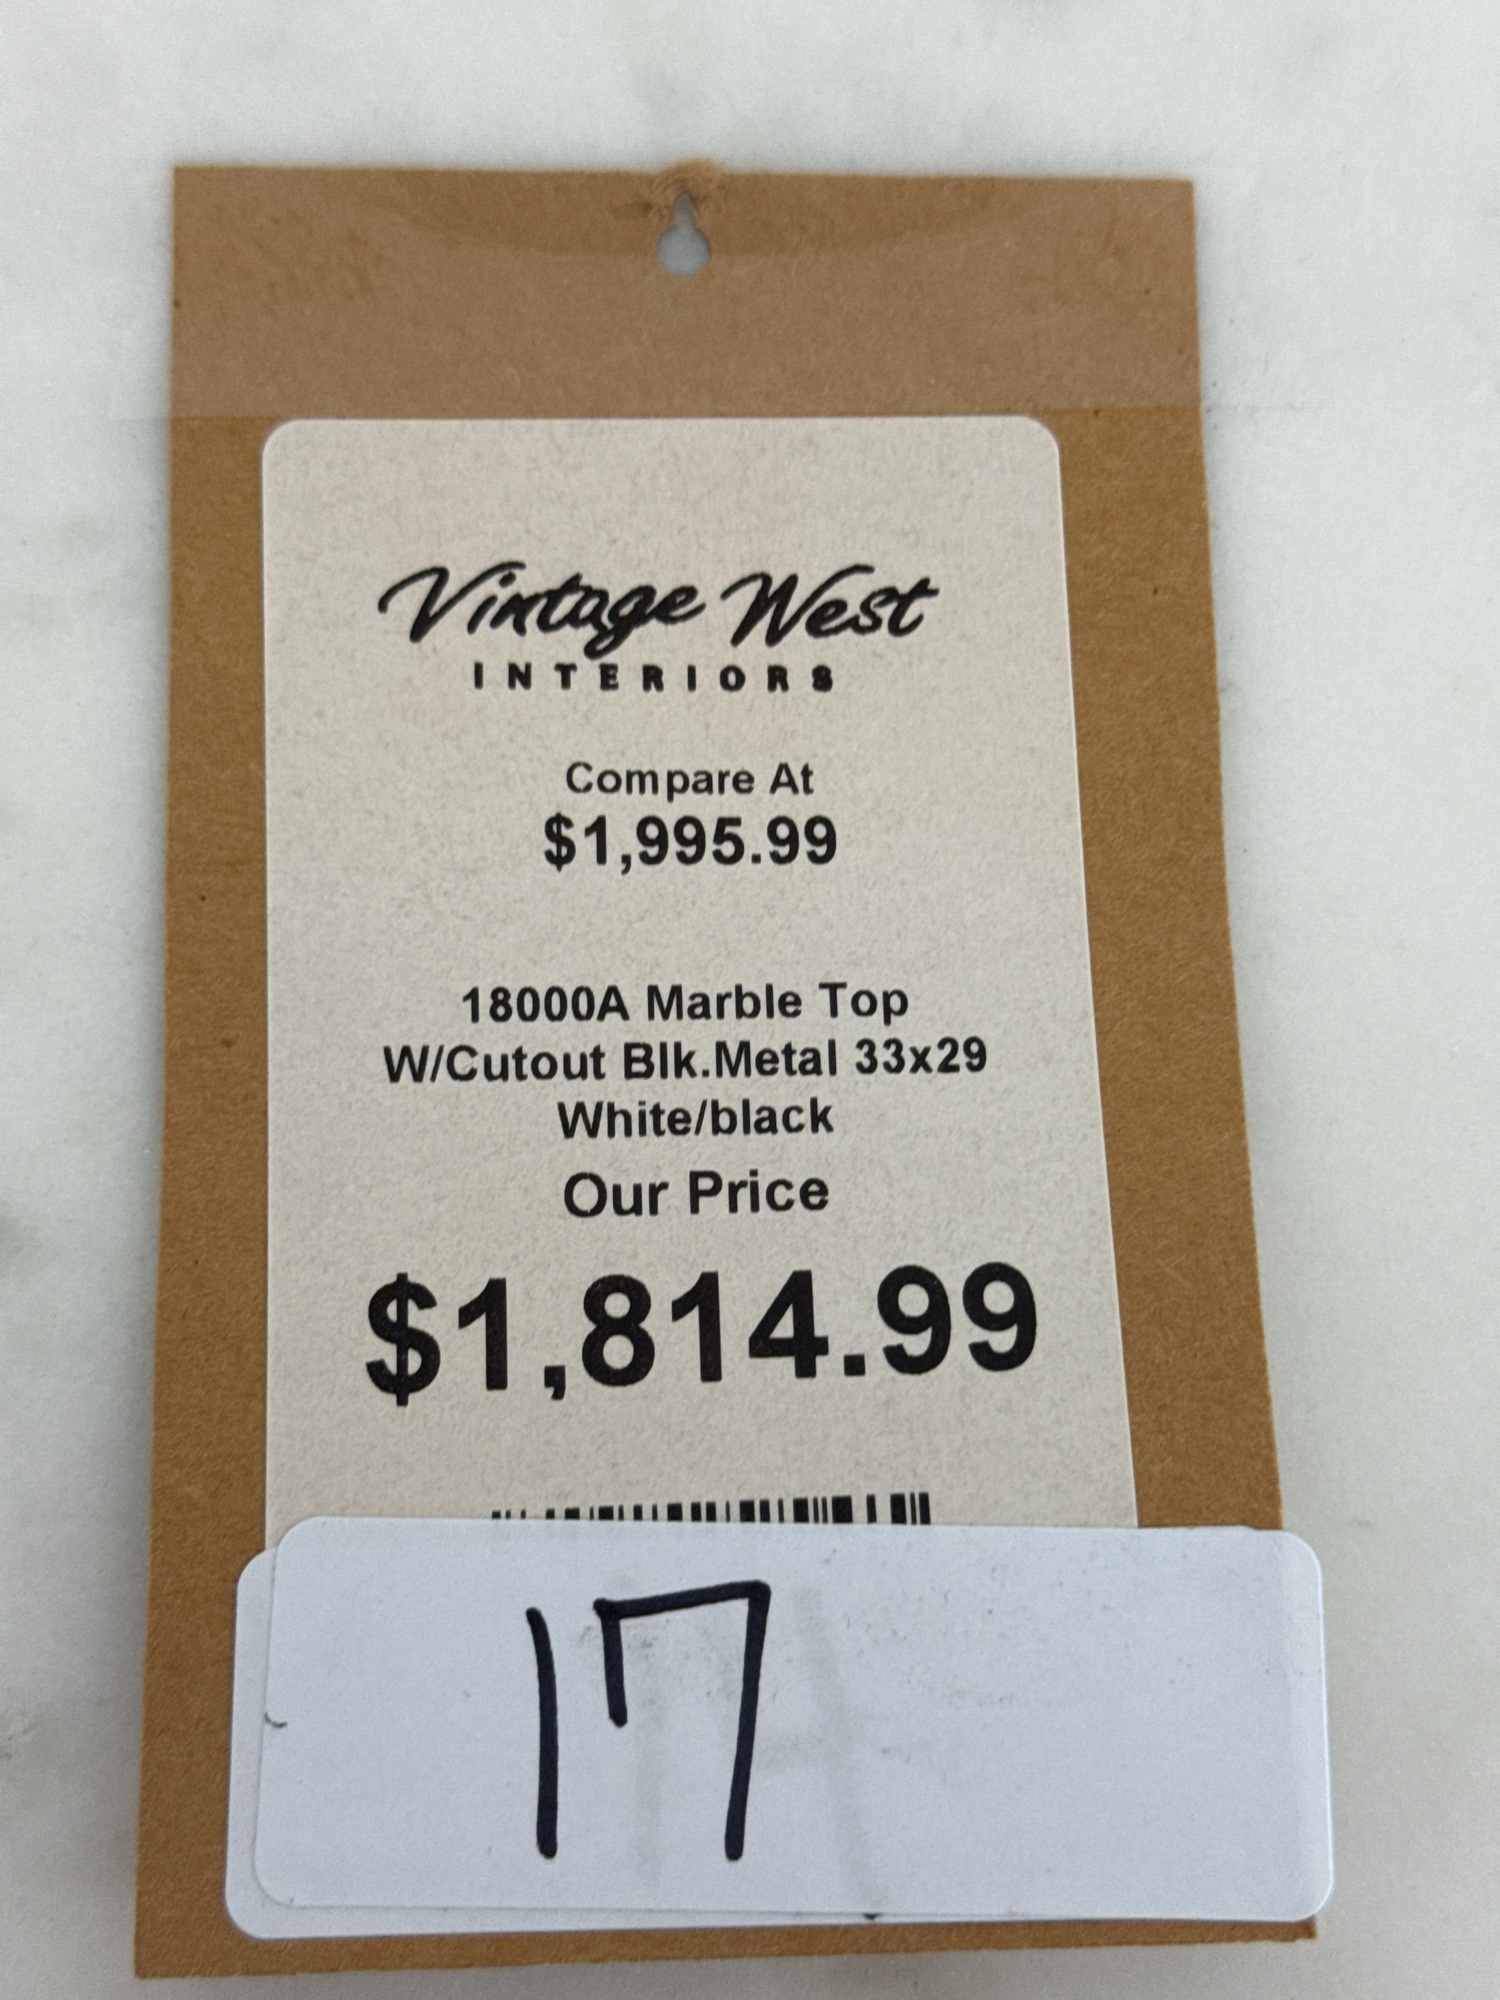 Vintage West
INTERIORS
Compare At
$1,995.99
18000A Marble Top
W/Cutout Blk.Metal 33x29
White/black
Our Price
$1,814.99
17